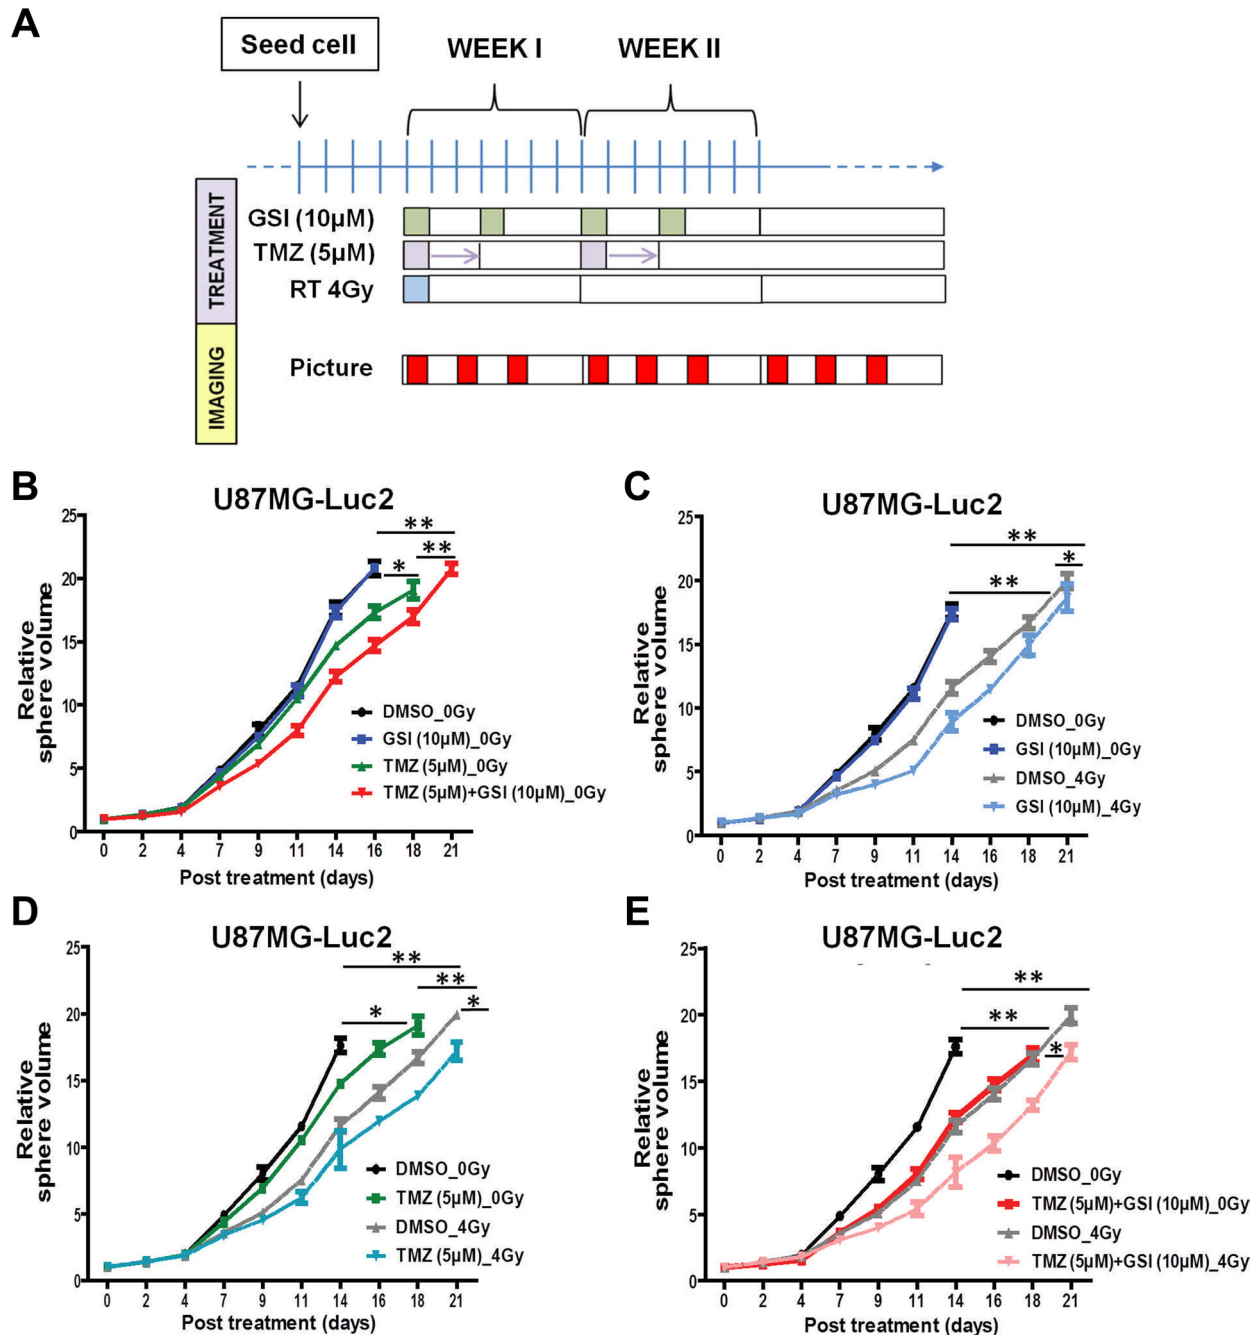 A
Seed cell
WEEK I
WEEK II
TREATMENT
GSI (10µM)
TMZ (5µM)
RT 4Gy
IMAGING
Picture
B
U87MG-Luc2
** 
**
*
Relative
sphere volume
25
20
15
10
5
0
DMSO_0Gy
GSI (10µM)_0Gy
TMZ (5µM)_0Gy
TMZ (5µM)+GSI (10µM)_0Gy
0 2 4 7 9 11 14 16 18 21
Post treatment (days)
C
U87MG-Luc2
**
*
**
Relative
sphere volume
25
20
15
10
5
0
DMSO_0Gy
GSI (10µM)_0Gy
DMSO_4Gy
GSI (10µM)_4Gy
0 2 4 7 9 11 14 16 18 21
Post treatment (days)
D
U87MG-Luc2
**
**
*
*
Relative
sphere volume
25
20
15
10
5
0
DMSO_0Gy
TMZ (5µM)_0Gy
DMSO_4Gy
TMZ (5µM)_4Gy
0 2 4 7 9 11 14 16 18 21
Post treatment (days)
E
U87MG-Luc2
**
**
*
Relative
sphere volume
25
20
15
10
5
0
DMSO_0Gy
TMZ (5µM)+GSI (10µM)_0Gy
DMSO_4Gy
TMZ (5µM)+GSI (10µM)_4Gy
0 2 4 7 9 11 14 16 18 21
Post treatment (days)